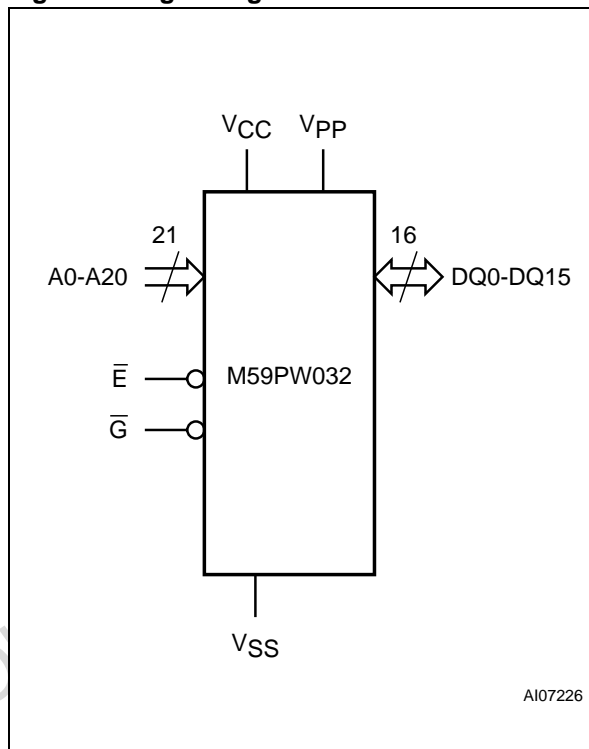 VCC VPP
21 16
A0-A20 DQ0-DQ15
E̅ M59PW032
G̅
VSS
AI07226